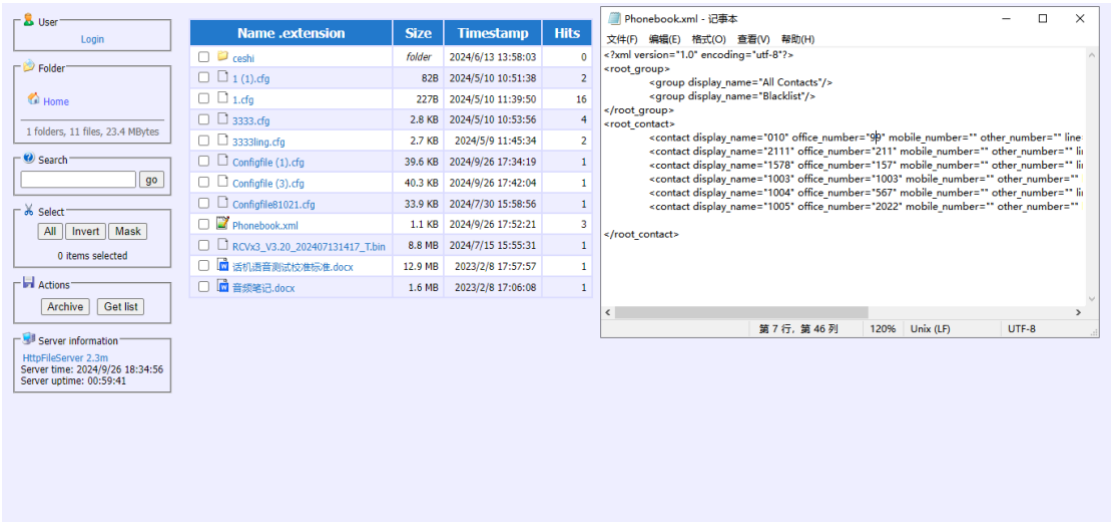 User
Login
Folder
Home
1 folders, 11 files, 23.4 MBytes
Search
go
Select
All Invert Mask
0 items selected
Actions
Archive Get list
Server information
HttpFileServer 2.3m
Server time: 2024/9/26 18:34:56
Server uptime: 00:59:41
Name .extension Size Timestamp Hits
ceshi folder 2024/6/13 13:58:03 0
1 (1).cfg 82B 2024/5/10 10:51:38 2
1.cfg 227B 2024/5/10 11:39:50 16
3333.cfg 2.8 KB 2024/5/10 10:53:56 4
3333ling.cfg 2.7 KB 2024/5/9 11:45:34 2
Configfile (1).cfg 39.6 KB 2024/9/26 17:34:19 1
Configfile (3).cfg 40.3 KB 2024/9/26 17:42:04 1
Configfile81021.cfg 33.9 KB 2024/7/30 15:58:56 1
Phonebook.xml 1.1 KB 2024/9/26 17:52:21 3
RCVx3_V3.20_202407131417_T.bin 8.8 MB 2024/7/15 15:55:31 1
话机语音测试校准标准.docx 12.9 MB 2023/2/8 17:57:57 1
音频笔记.docx 1.6 MB 2023/2/8 17:06:08 1
Phonebook.xml - 记事本
文件(F) 编辑(E) 格式(O) 查看(V) 帮助(H)
<?xml version="1.0" encoding="utf-8"?>
<root_group>
<group display_name="All Contacts"/>
<group display_name="Blacklist"/>
</root_group>
<root_contact>
<contact display_name="010" office_number="99" mobile_number="" other_number="" line
<contact display_name="2111" office_number="211" mobile_number="" other_number="" li
<contact display_name="1578" office_number="157" mobile_number="" other_number="" li
<contact display_name="1003" office_number="1003" mobile_number="" other_number=""
<contact display_name="1004" office_number="567" mobile_number="" other_number="" li
<contact display_name="1005" office_number="2022" mobile_number="" other_number=""
</root_contact>
第 7 行，第 46 列 120% Unix (LF) UTF-8